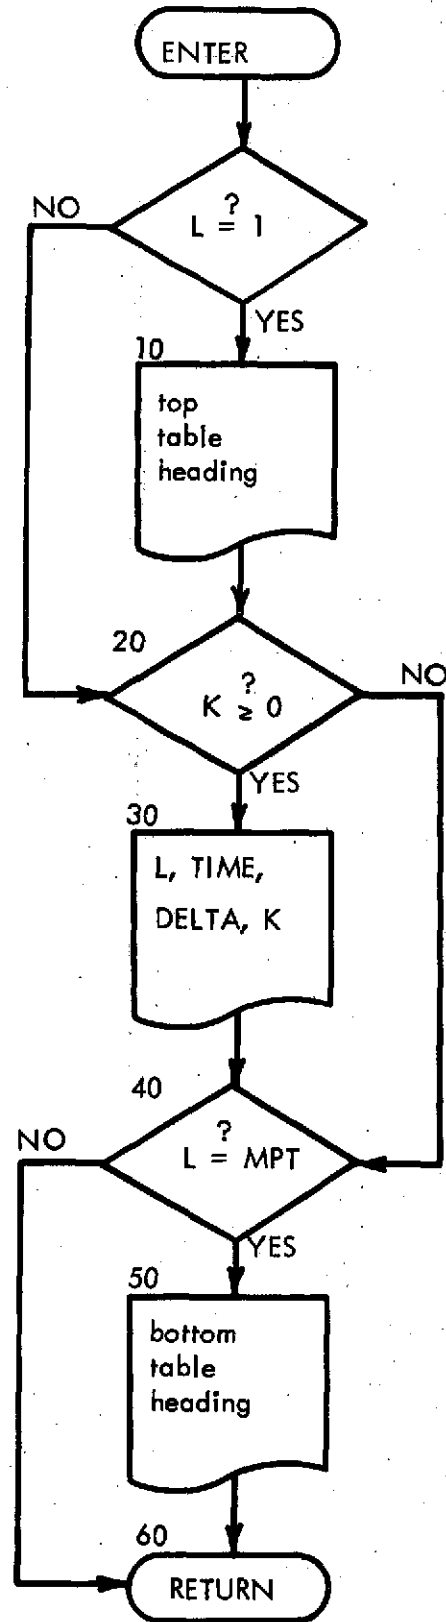 ENTER
?
L = 1
NO
YES
10
top
table
heading
20
?
K ≥ 0
NO
YES
30
L, TIME,
DELTA, K
40
?
L = MPT
NO
YES
50
bottom
table
heading
60
RETURN